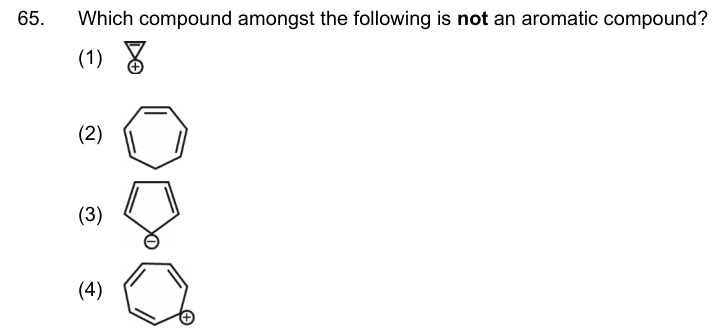 65. Which compound amongst the following is not an aromatic compound?
(1) ⊕
(2)
(3) ⊖
(4) ⊕